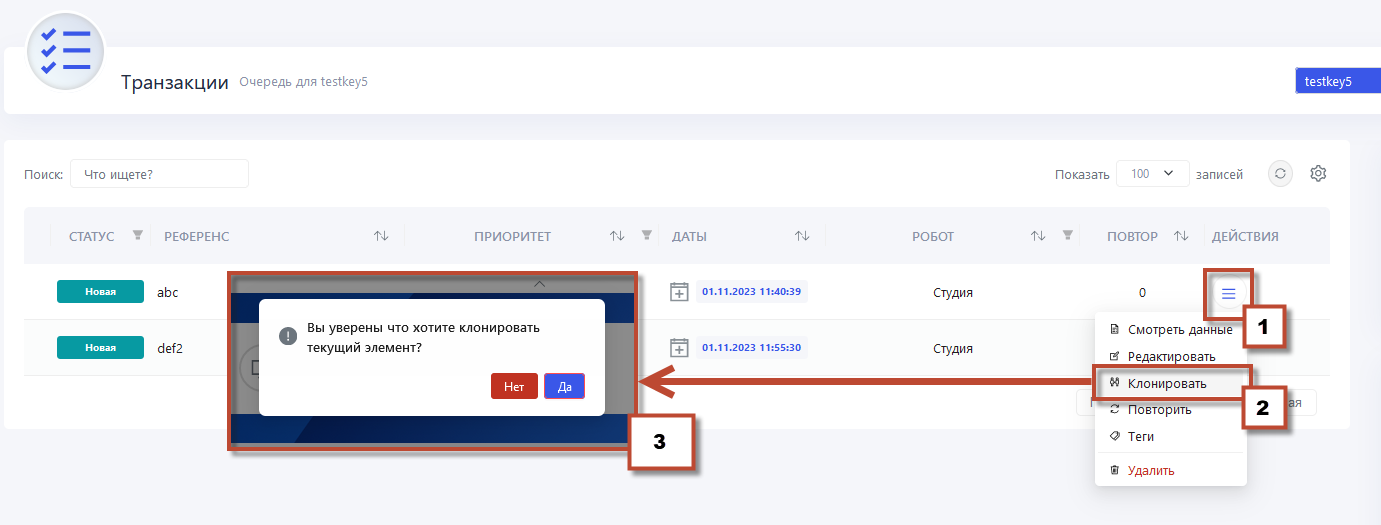 Транзакции Очередь для testkey5
testkey5
Поиск: Что ищете?
Показать 100 записей
СТАТУС РЕФЕРЕНС ПРИОРИТЕТ ДАТЫ РОБОТ ПОВТОР ДЕЙСТВИЯ
Новая abc 01.11.2023 11:40:39 Студия 0
1
Новая def2 01.11.2023 11:55:30 Студия
Вы уверены что хотите клонировать
текущий элемент?
Нет Да
3
Смотреть данные
Редактировать
Клонировать
2
Повторить
Теги
Удалить